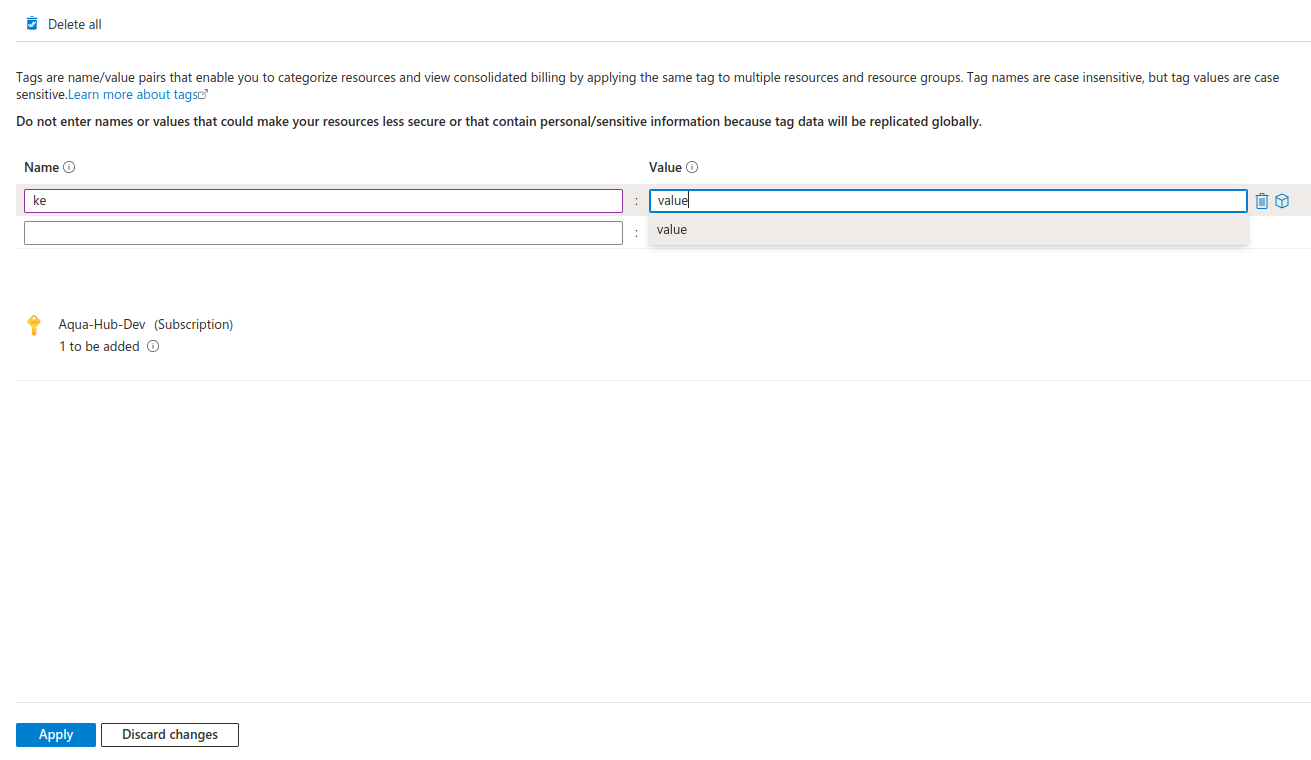 Delete all
Tags are name/value pairs that enable you to categorize resources and view consolidated billing by applying the same tag to multiple resources and resource groups. Tag names are case insensitive, but tag values are case
sensitive.Learn more about tags
Do not enter names or values that could make your resources less secure or that contain personal/sensitive information because tag data will be replicated globally.
Name Value
ke : value
: value
Aqua-Hub-Dev (Subscription)
1 to be added
Apply Discard changes